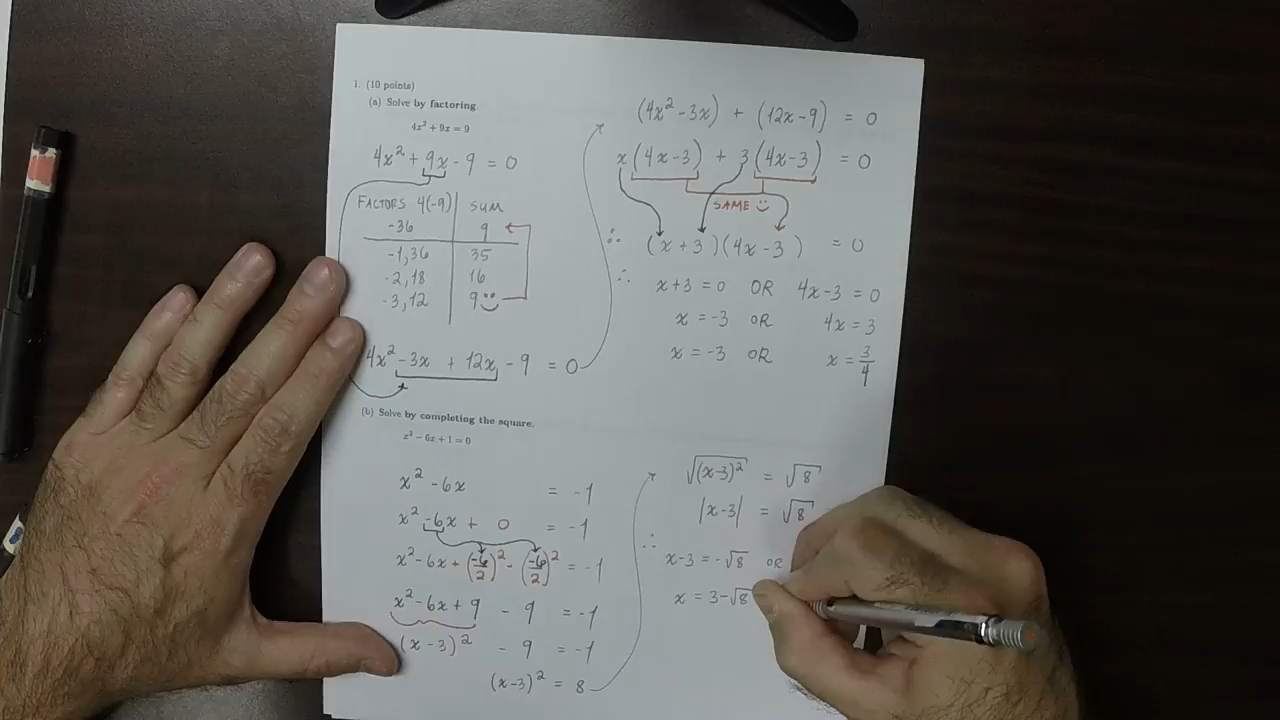 1. (10 points)
(a) Solve by factoring.
4x² + 9x = 9
4x² + 9x - 9 = 0
FACTORS 4(-9) SUM
-36 9
-1, 36 35
-2, 18 16
-3, 12 9
4x² - 3x + 12x - 9 = 0
(4x² - 3x) + (12x - 9) = 0
x(4x - 3) + 3(4x - 3) = 0
SAME
∴ (x + 3)(4x - 3) = 0
∴ x + 3 = 0 OR 4x - 3 = 0
x = -3 OR 4x = 3
x = -3 OR x = 3/4
(b) Solve by completing the square.
x² - 6x + 1 = 0
x² - 6x = -1
x² - 6x + 0 = -1
x² - 6x + (-6/2)² - (-6/2)² = -1
x² - 6x + 9 - 9 = -1
(x - 3)² - 9 = -1
(x - 3)² = 8
√(x-3)² = √8
|x - 3| = √8
∴ x - 3 = -√8 OR
x = 3 - √8